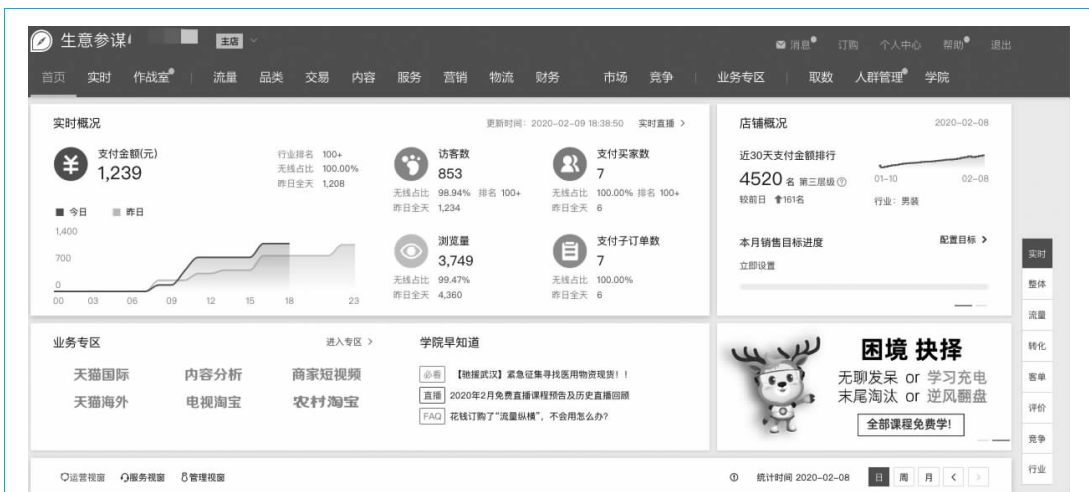 生意参谋
主店
消息 订购 个人中心 帮助 退出
首页 实时 作战室 流量 品类 交易 内容 服务 营销 物流 财务 市场 竞争 业务专区 取数 人群管理 学院
实时概况
更新时间：2020-02-09 18:38:50 实时直播 >
支付金额(元)
1,239
行业排名 100+
无线占比 100.00%
昨日全天 1,208
今日 昨日
1,400
700
0
00 03 06 09 12 15 18 23
访客数
853
无线占比 98.94% 排名 100+
昨日全天 1,234
支付买家数
7
无线占比 100.00% 排名 100+
昨日全天 6
浏览量
3,749
无线占比 99.47%
昨日全天 4,360
支付子订单数
7
无线占比 100.00%
昨日全天 6
店铺概况
2020-02-08
近30天支付金额排行
4520 名 第三层级 ?
较前日 161名
01-10 02-08
行业：男装
本月销售目标进度
配置目标 >
立即设置
实时
整体
流量
转化
客单
评价
竞争
行业
业务专区
进入专区 >
天猫国际 内容分析 商家短视频
天猫海外 电视淘宝 农村淘宝
学院早知道
必看 【驰援武汉】紧急征集寻找医用物资现货！！
直播 2020年2月免费直播课程预告及历史直播回顾
FAQ 花钱订购了“流量纵横”，不会用怎么办?
困境 抉择
无聊发呆 or 学习充电
末尾淘汰 or 逆风翻盘
全部课程免费学!
运营视窗 服务视窗 管理视窗
统计时间 2020-02-08 日 周 月 < >